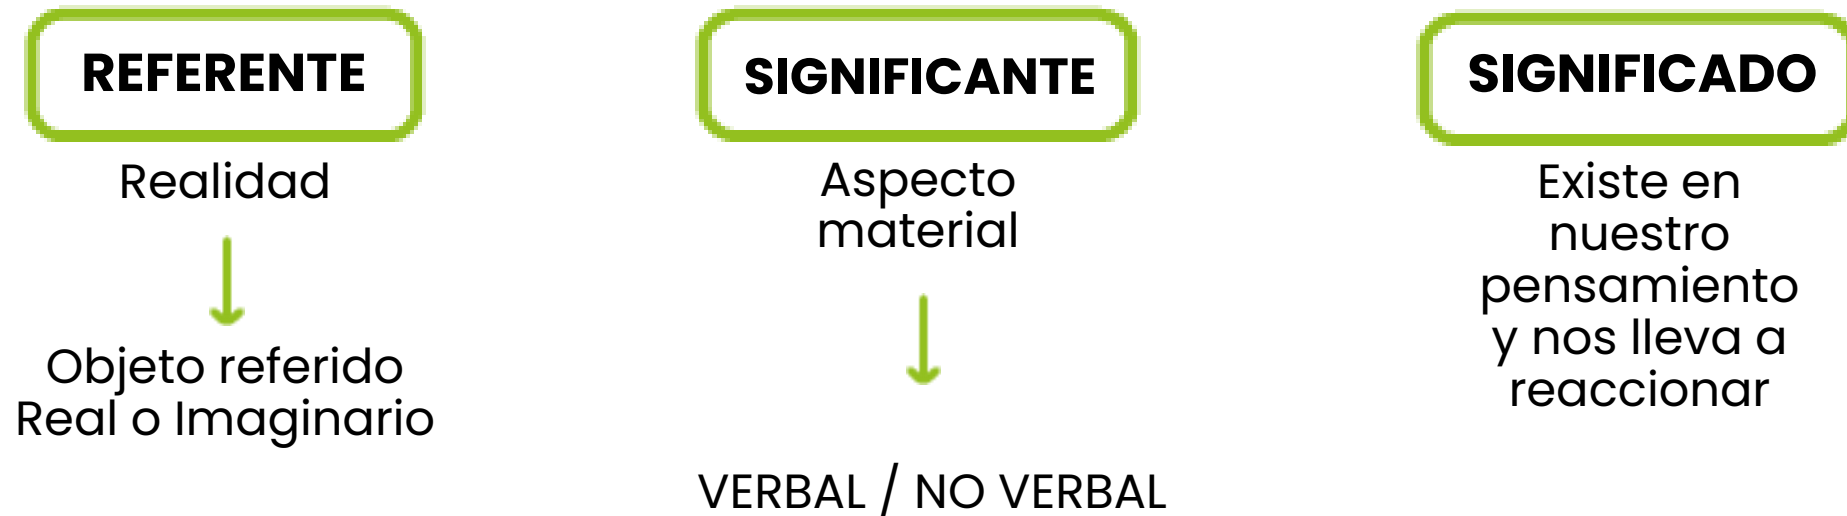 REFERENTE
Realidad
Objeto referido
Real o Imaginario
SIGNIFICANTE
Aspecto
material
VERBAL / NO VERBAL
SIGNIFICADO
Existe en
nuestro
pensamiento
y nos lleva a
reaccionar